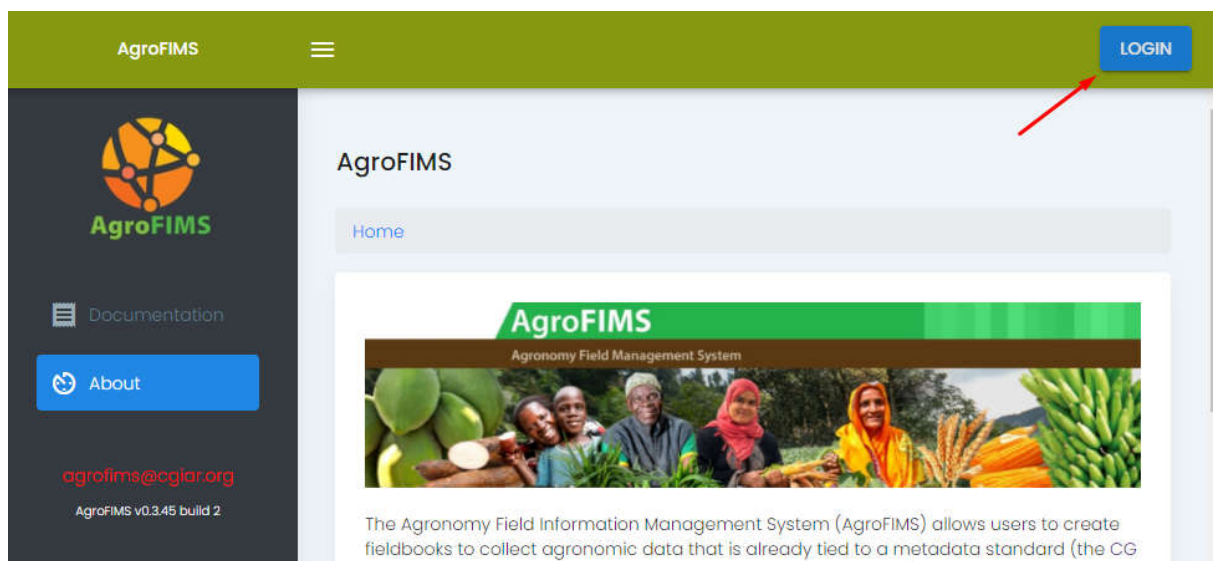 AgroFIMS
LOGIN
AgroFIMS
Documentation
About
agrofims@cgiar.org
AgroFIMS v0.3.45 build 2
AgroFIMS
Home
AgroFIMS
Agronomy Field Management System
The Agronomy Field Information Management System (AgroFIMS) allows users to create
fieldbooks to collect agronomic data that is already tied to a metadata standard (the CG